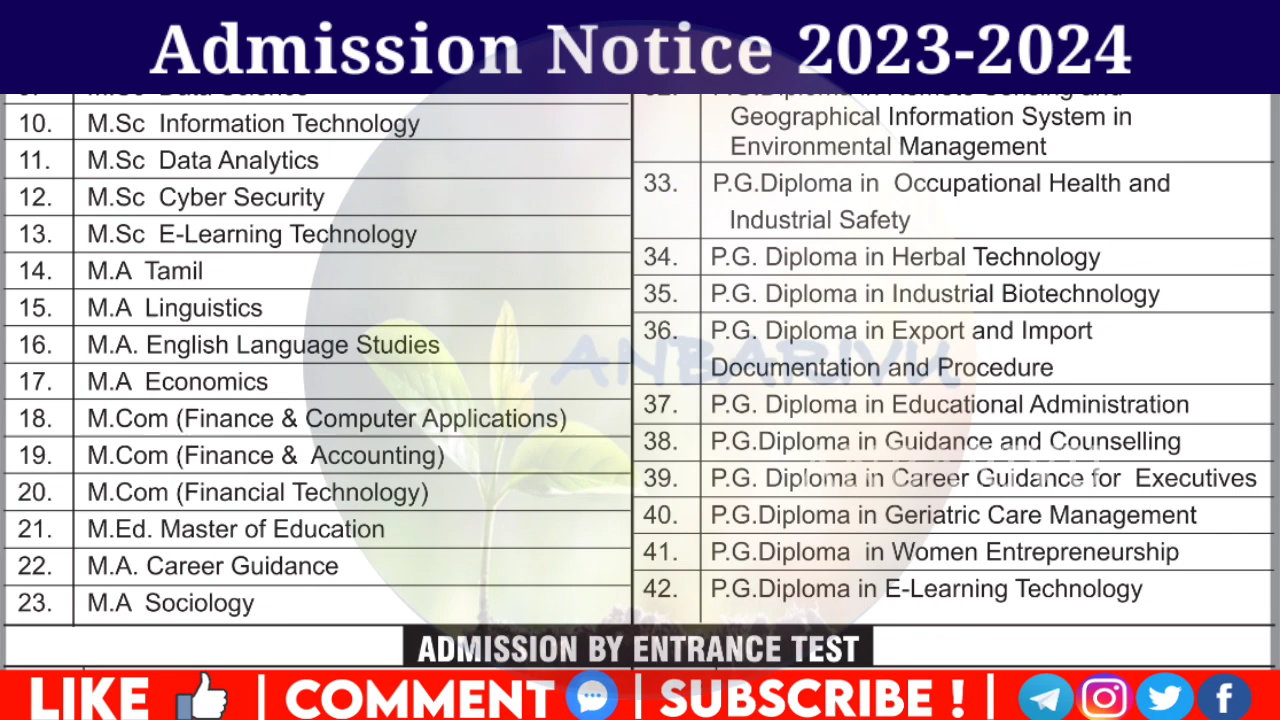 Admission Notice 2023-2024
10. M.Sc Information Technology
11. M.Sc Data Analytics
12. M.Sc Cyber Security
13. M.Sc E-Learning Technology
14. M.A Tamil
15. M.A Linguistics
16. M.A. English Language Studies
17. M.A Economics
18. M.Com (Finance & Computer Applications)
19. M.Com (Finance & Accounting)
20. M.Com (Financial Technology)
21. M.Ed. Master of Education
22. M.A. Career Guidance
23. M.A Sociology
Geographical Information System in
Environmental Management
33. P.G.Diploma in Occupational Health and
Industrial Safety
34. P.G. Diploma in Herbal Technology
35. P.G. Diploma in Industrial Biotechnology
36. P.G. Diploma in Export and Import
Documentation and Procedure
37. P.G. Diploma in Educational Administration
38. P.G.Diploma in Guidance and Counselling
39. P.G. Diploma in Career Guidance for Executives
40. P.G.Diploma in Geriatric Care Management
41. P.G.Diploma in Women Entrepreneurship
42. P.G.Diploma in E-Learning Technology
ANBARIVU
ADMISSION BY ENTRANCE TEST
LIKE | COMMENT | SUBSCRIBE ! |